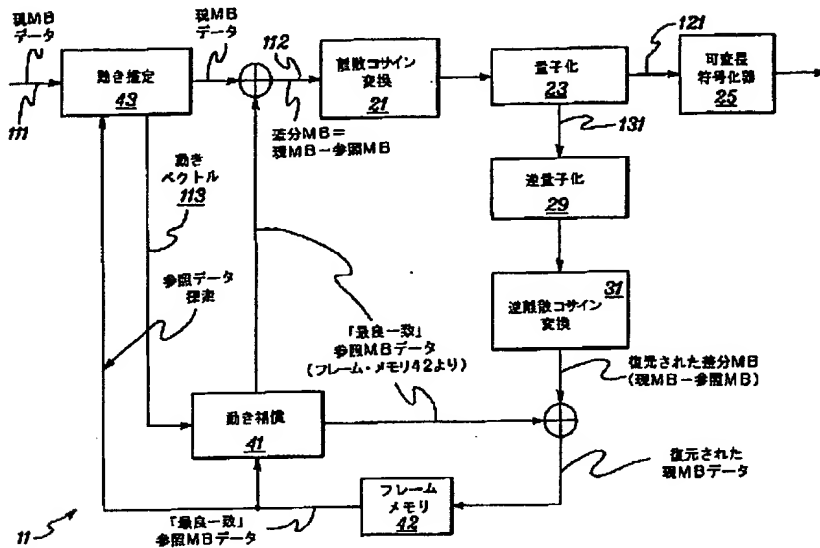 現MB
データ
111
動き推定
43
現MB
データ
112
差分MB=
現MB−参照MB
離散コサイン
変換
21
量子化
23
121
可変長
符号化器
25
131
逆量子化
29
31
逆離散コサイン
変換
動き
ベクトル
113
参照データ
探索
「最良一致」
参照MBデータ
(フレーム・メモリ42より)
復元された差分MB
(現MB−参照MB)
動き補償
41
復元された
現MBデータ
フレーム
メモリ
42
「最良一致」
参照MBデータ
11